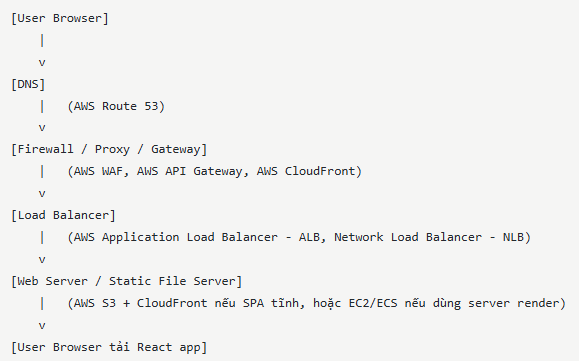 [User Browser]
|
v
[DNS]
| (AWS Route 53)
v
[Firewall / Proxy / Gateway]
| (AWS WAF, AWS API Gateway, AWS CloudFront)
v
[Load Balancer]
| (AWS Application Load Balancer - ALB, Network Load Balancer - NLB)
v
[Web Server / Static File Server]
| (AWS S3 + CloudFront nếu SPA tĩnh, hoặc EC2/ECS nếu dùng server render)
v
[User Browser tải React app]